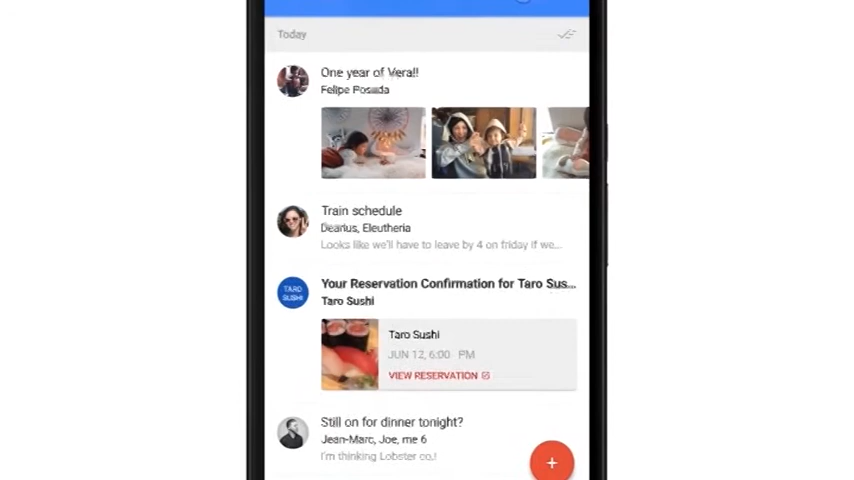 Today
One year of Vera!!
Felipe Posada
Train schedule
Dearius, Eleutheria
Looks like we'll have to leave by 4 on friday if we...
TARO
SUSHI
Your Reservation Confirmation for Taro Sus...
Taro Sushi
Taro Sushi
JUN 12, 6:00 PM
VIEW RESERVATION
Still on for dinner tonight?
Jean-Marc, Joe, me 6
I'm thinking Lobster co.!